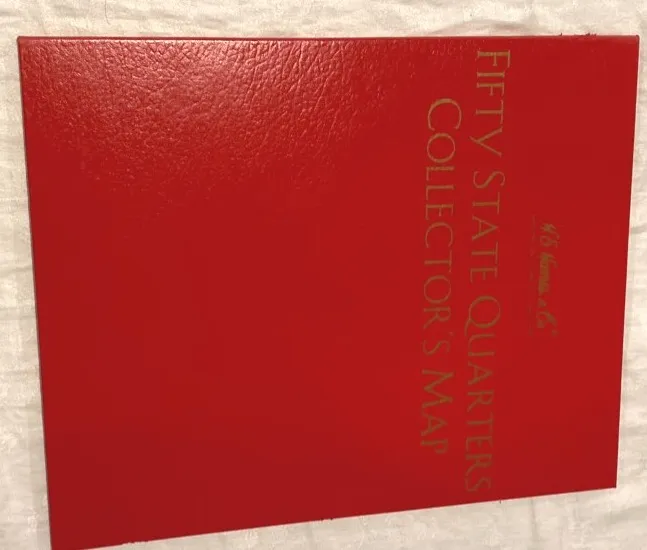 FIFTY STATE QUARTERS
COLLECTOR'S MAP